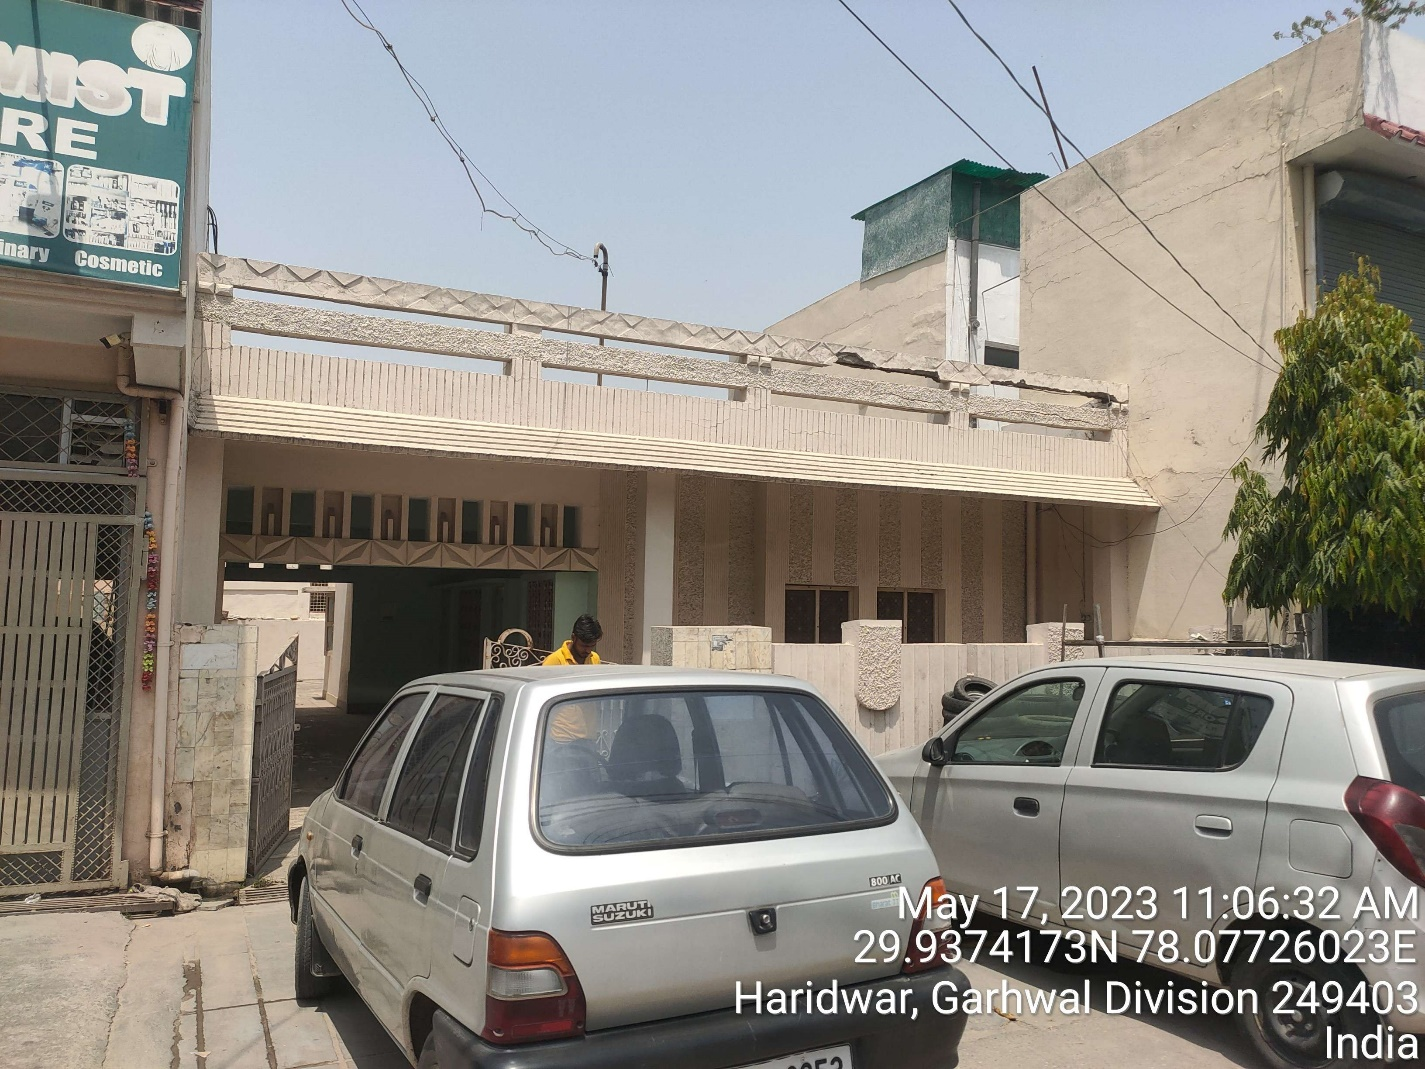 MIST
RE
Cosmetic
800 AC
MARUTI
SUZUKI
May 17, 2023 11:06:32 AM
29.9374173N 78.07726023E
Haridwar, Garhwal Division 249403
India